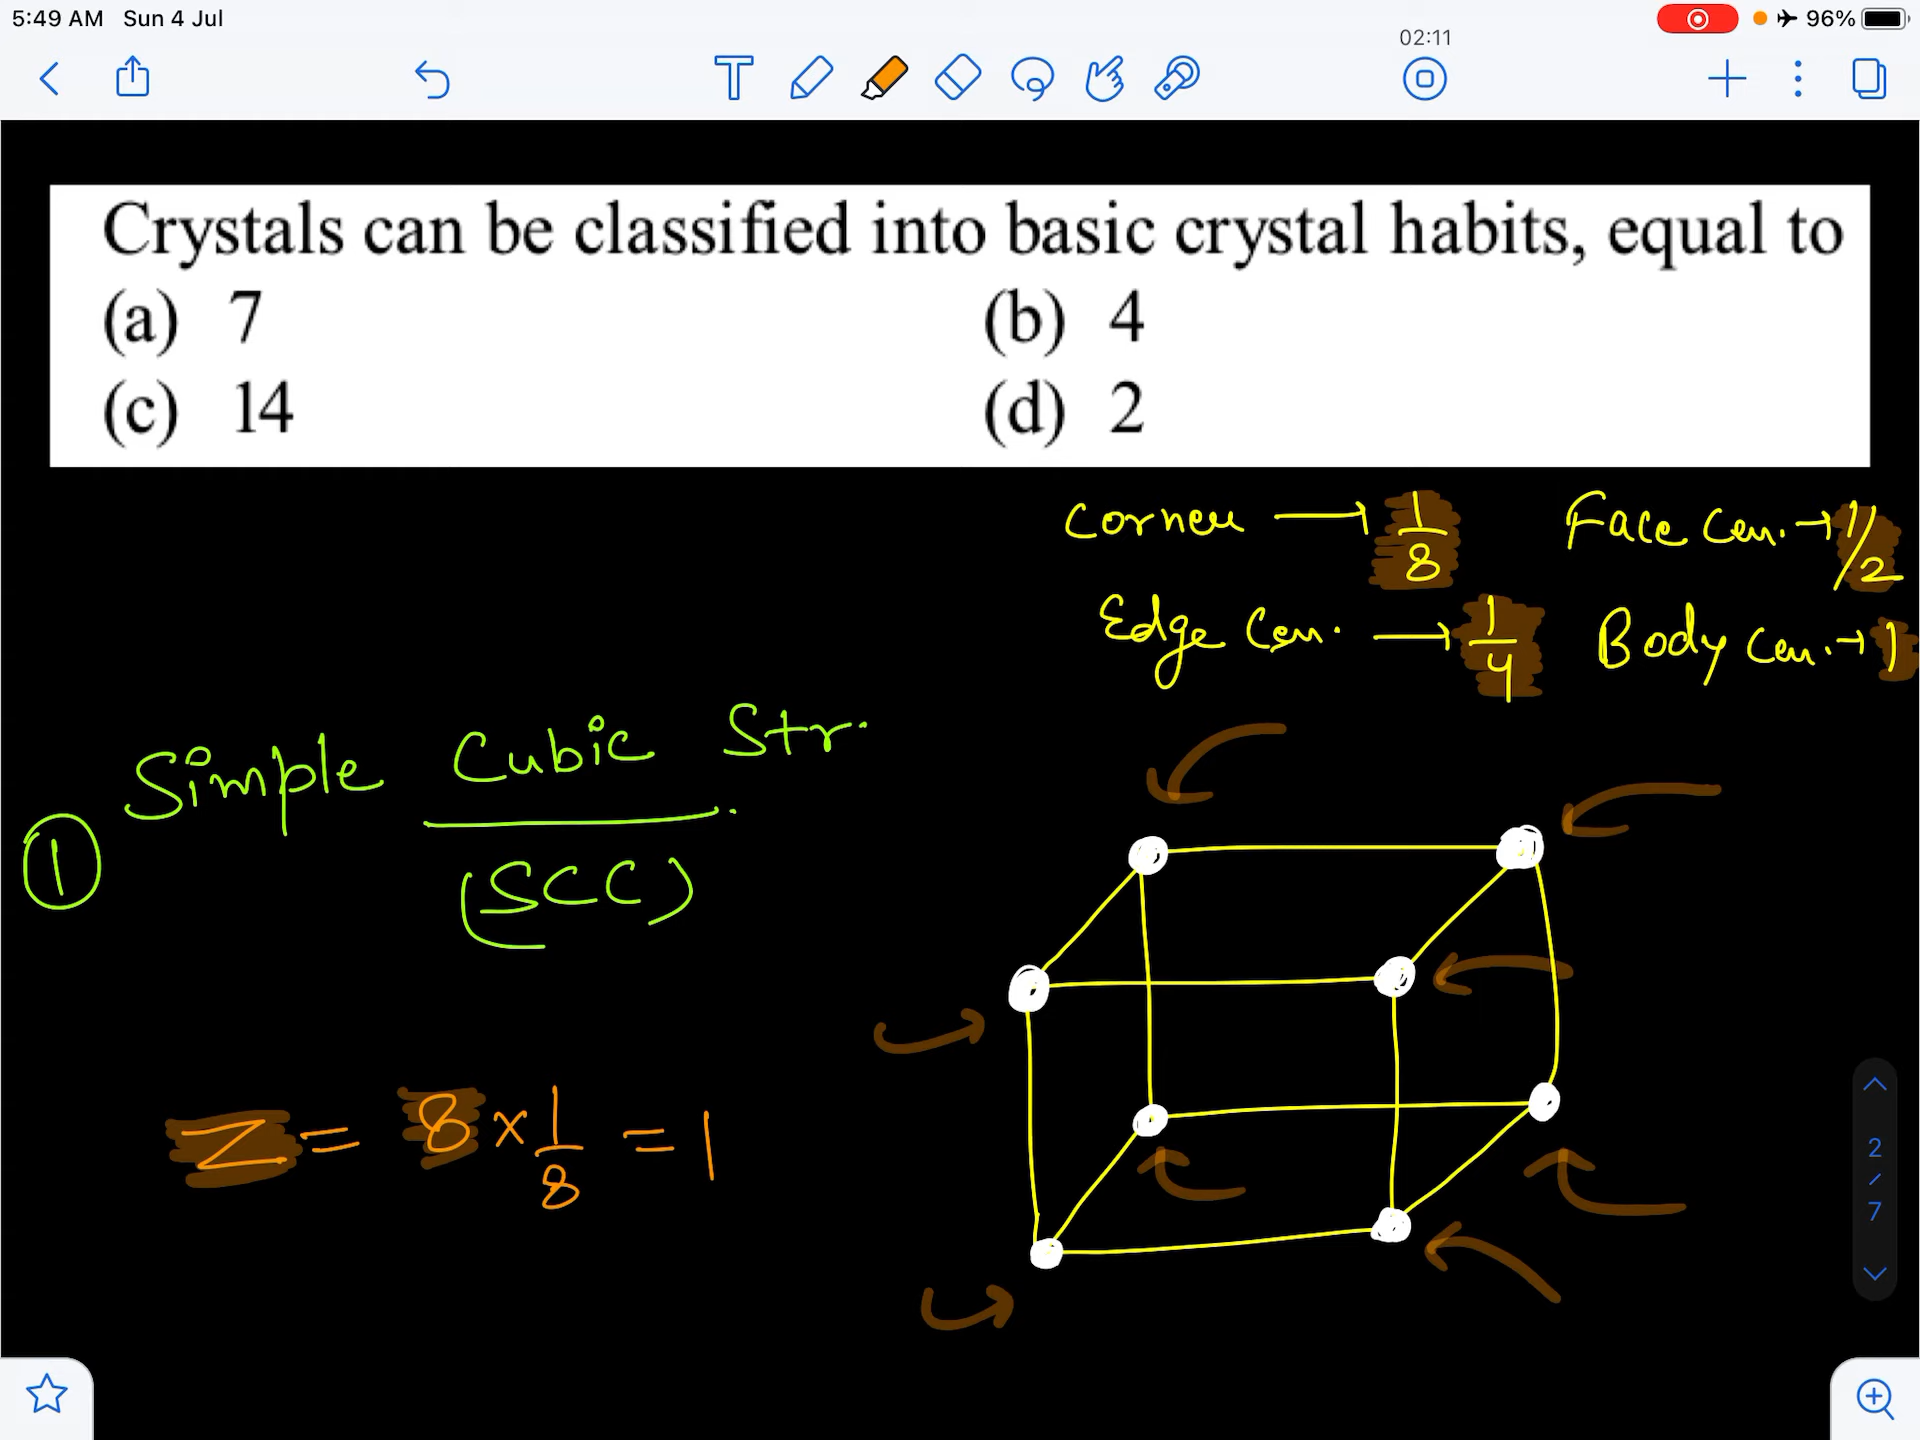 5:49 AM Sun 4 Jul
96%
02:11
Crystals can be classified into basic crystal habits, equal to
(a) 7 (b) 4
(c) 14 (d) 2
Corner → 1/8 Face Cen. → 1/2
Edge Cen. → 1/4 Body Cen. → 1
Simple Cubic Str.
1
(SCC)
Z = 8 × 1/8 = 1
2 / 7